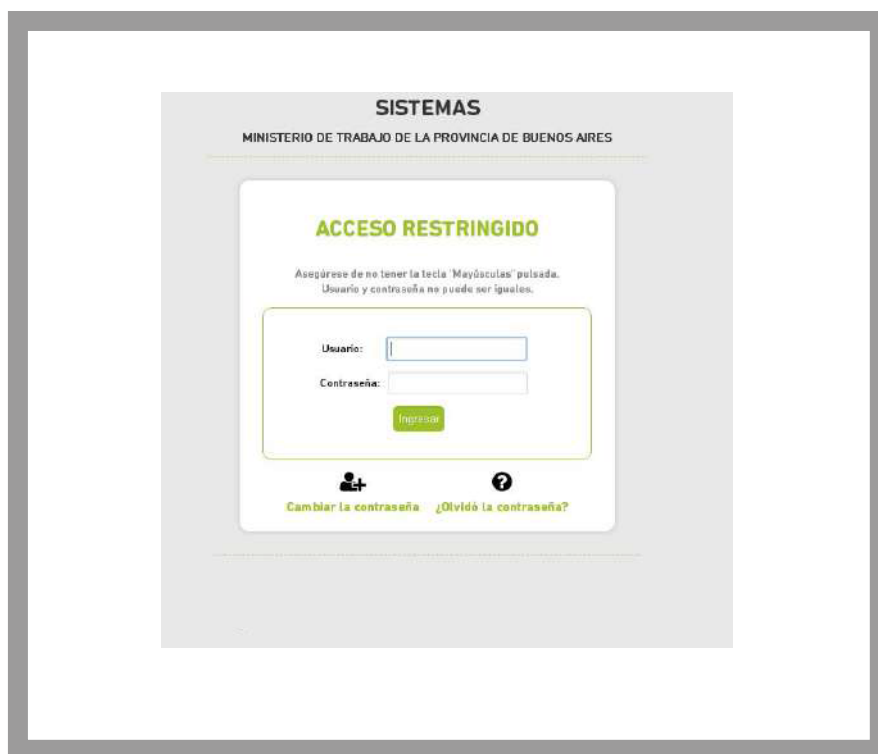 SISTEMAS
MINISTERIO DE TRABAJO DE LA PROVINCIA DE BUENOS AIRES
ACCESO RESTRINGIDO
Asegúrese de no tener la tecla "Mayúsculas" pulsada.
Usuario y contraseña no puede ser iguales.
Usuario:
Contraseña:
Ingresar
Cambiar la contraseña ¿Olvidó la contraseña?